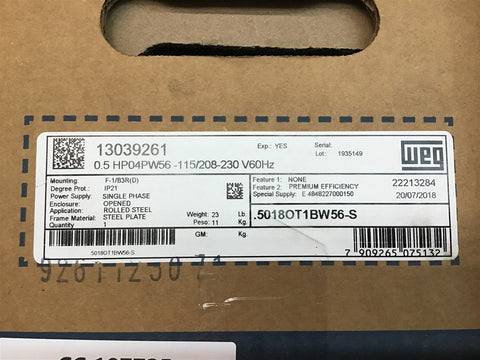 13039261
0.5 HP04PW56 -115/208-230 V60Hz
Exp.: YES
Serial:
Lot: 1935149
WEG
Mounting: F-1/B3R(D)
Degree Prot.: IP21
Power Supply: SINGLE PHASE
Enclosure: OPENED
Application: ROLLED STEEL
Frame Material: STEEL PLATE
Quantity 1
Weight: 23 Lb.
Peso: 11 Kg.
GM: Kg.
Feature 1: NONE
Feature 2: PREMIUM EFFICIENCY
Supplies: E 4848227000150
22213284
20/07/2018
.5018OT1BW56-S
.5018OT1BW56-S
7 909265 075132